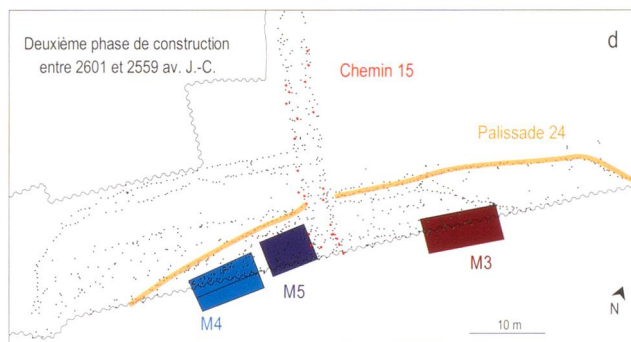 Deuxième phase de construction
entre 2601 et 2559 av. J.-C.
d
Chemin 15
Palissade 24
M3
M5
M4
N
10 m